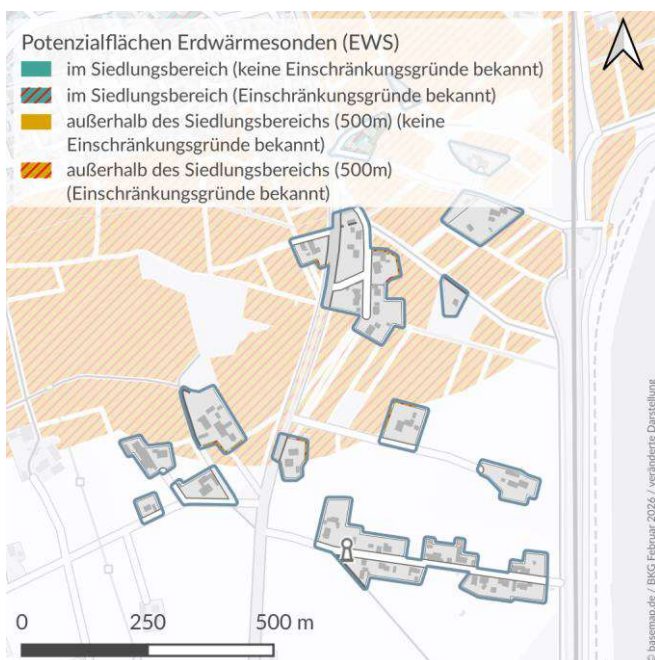 Potenzialflächen Erdwärmesonden (EWS)
im Siedlungsbereich (keine Einschränkungsgründe bekannt)
im Siedlungsbereich (Einschränkungsgründe bekannt)
außerhalb des Siedlungsbereichs (500m) (keine
Einschränkungsgründe bekannt)
außerhalb des Siedlungsbereichs (500m)
(Einschränkungsgründe bekannt)
© basemap.de / BKG Februar 2026 / veränderte Darstellung
0 250 500 m